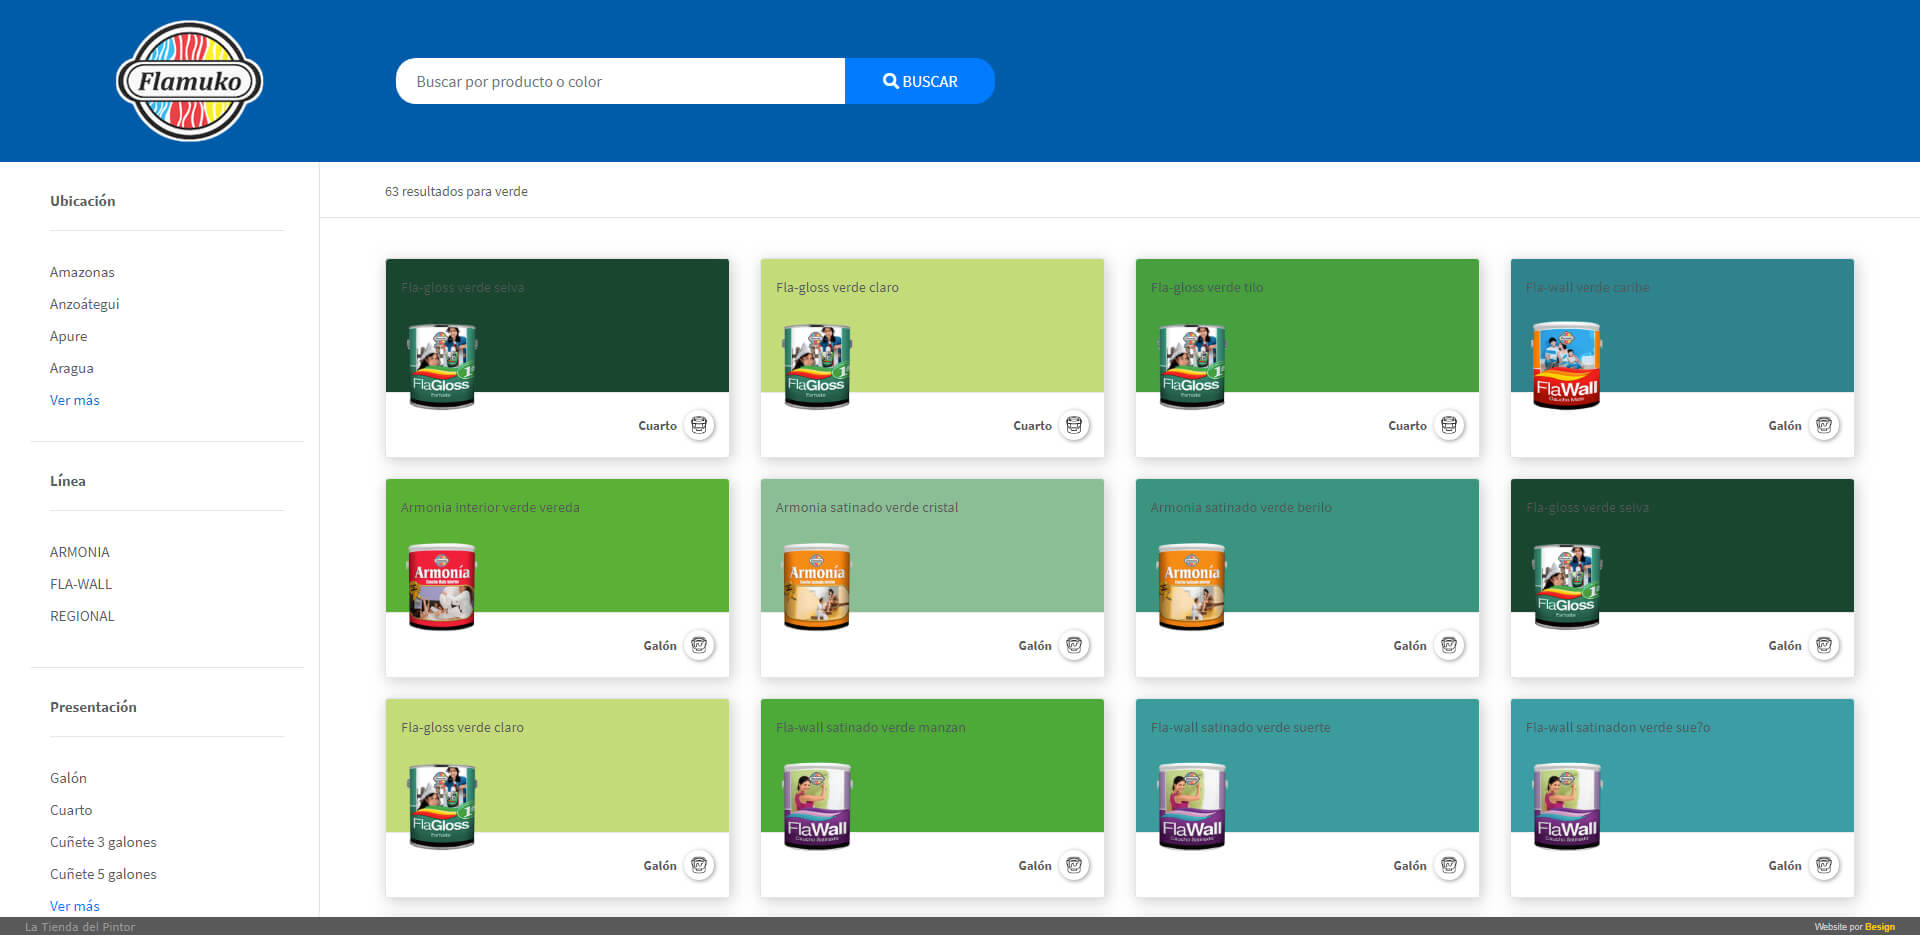 Flamuko
Buscar por producto o color
BUSCAR
Ubicación
Amazonas
Anzoátegui
Apure
Aragua
Ver más
Línea
ARMONIA
FLA-WALL
REGIONAL
Presentación
Galón
Cuarto
Cuñete 3 galones
Cuñete 5 galones
Ver más
63 resultados para verde
Fla-gloss verde selva
FlaGloss
Cuarto
Fla-gloss verde claro
FlaGloss
Cuarto
Fla-gloss verde tilo
FlaGloss
Cuarto
Fla-wall verde caribe
FlaWall
Galón
Armonia interior verde vereda
Armonía
Galón
Armonia satinado verde cristal
Armonía
Galón
Armonia satinado verde berilo
Armonía
Galón
Fla-gloss verde selva
FlaGloss
Galón
Fla-gloss verde claro
FlaGloss
Galón
Fla-wall satinado verde manzan
FlaWall
Galón
Fla-wall satinado verde suerte
FlaWall
Galón
Fla-wall satinadon verde sue?o
FlaWall
Galón
La Tienda del Pintor
Website por Besign